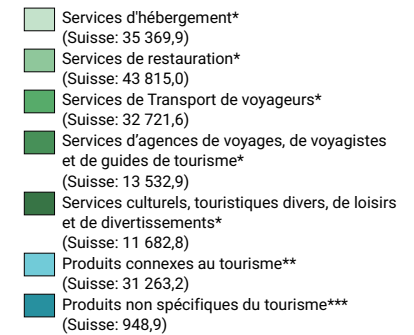 Services d'hébergement*
(Suisse: 35 369,9)
Services de restauration*
(Suisse: 43 815,0)
Services de Transport de voyageurs*
(Suisse: 32 721,6)
Services d’agences de voyages, de voyagistes
et de guides de tourisme*
(Suisse: 13 532,9)
Services culturels, touristiques divers, de loisirs
et de divertissements*
(Suisse: 11 682,8)
Produits connexes au tourisme**
(Suisse: 31 263,2)
Produits non spécifiques du tourisme***
(Suisse: 948,9)